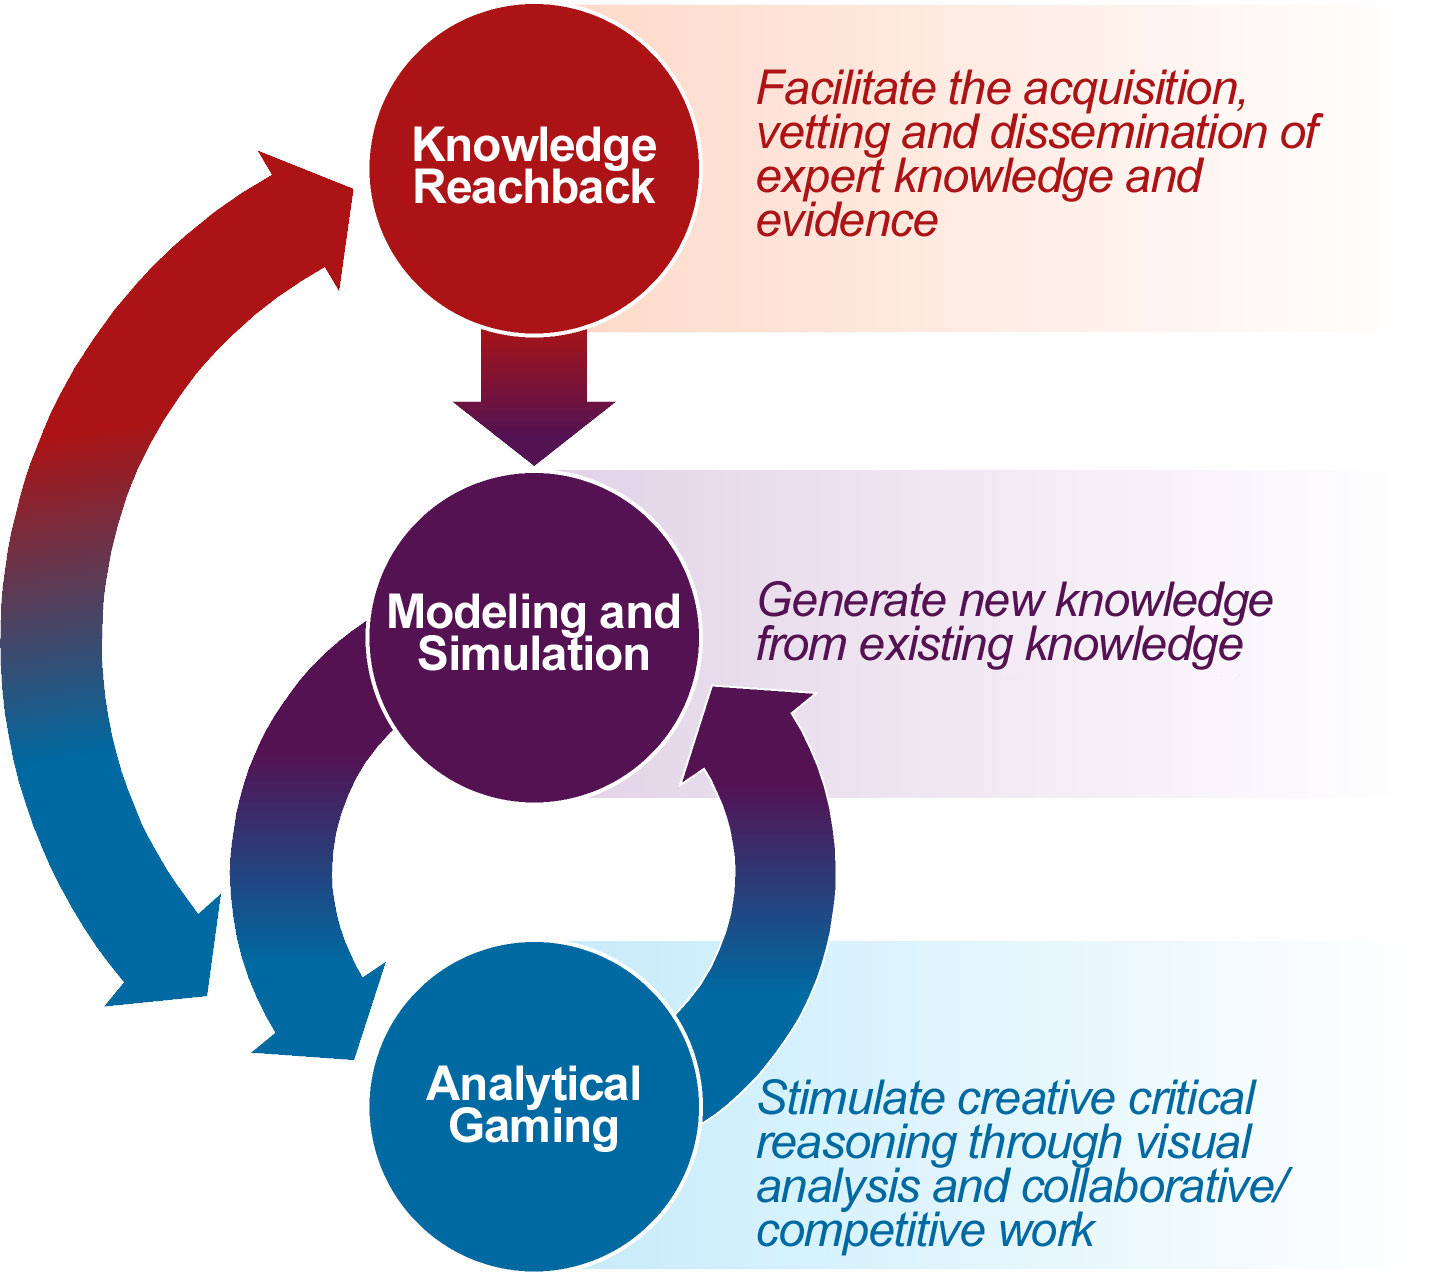 Knowledge
Reachback
Facilitate the acquisition,
vetting and dissemination of
expert knowledge and
evidence
Modeling and
Simulation
Generate new knowledge
from existing knowledge
Analytical
Gaming
Stimulate creative critical
reasoning through visual
analysis and collaborative/
competitive work